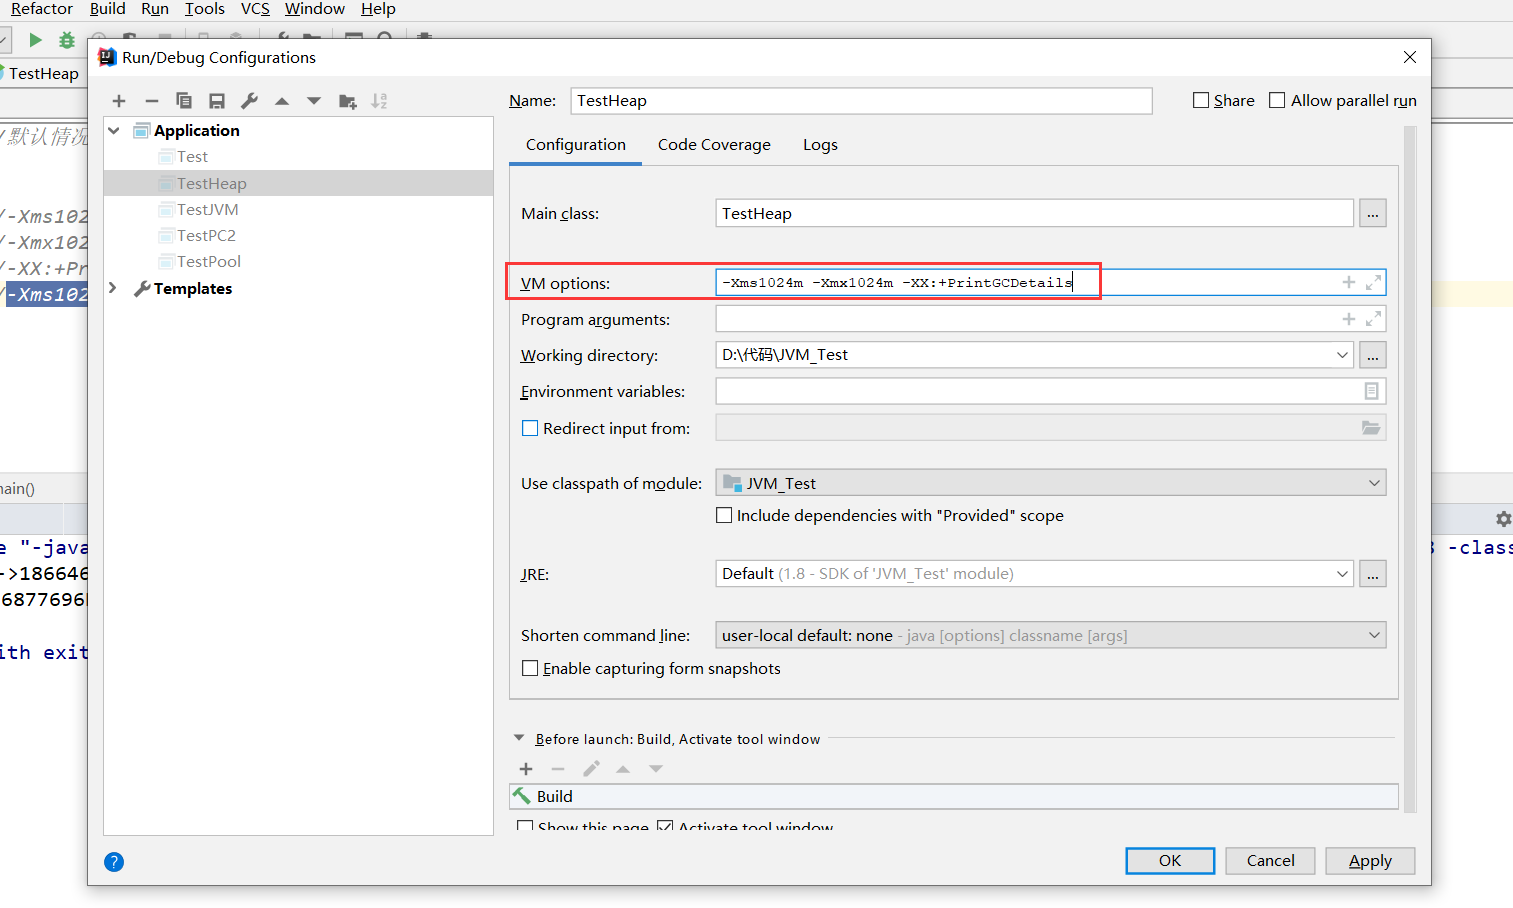 Refactor Build Run Tools VCS Window Help
Run/Debug Configurations
TestHeap
Name: TestHeap Share Allow parallel run
Application
Test
TestHeap
TestJVM
TestPC2
TestPool
Templates
Configuration Code Coverage Logs
Main class: TestHeap ...
VM options: -Xms1024m -Xmx1024m -XX:+PrintGCDetails
Program arguments:
Working directory: D:\代码\JVM_Test ...
Environment variables:
Redirect input from:
Use classpath of module: JVM_Test
Include dependencies with "Provided" scope
JRE: Default (1.8 - SDK of 'JVM_Test' module) ...
Shorten command line: user-local default: none - java [options] classname [args]
Enable capturing form snapshots
Before launch: Build, Activate tool window
Build
Show this page Activate tool window
? OK Cancel Apply
/默认情况
/-Xms102
/-Xmx102
/-XX:+Pr
/-Xms102
main()
e "-java -class
->186646
6877696
ith exit